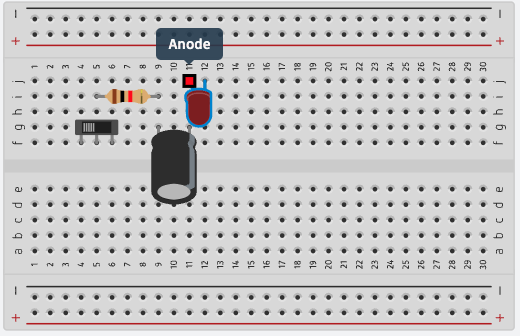 − −
+ +
Anode
1 2 3 4 5 6 7 8 9 10 11 12 13 14 15 16 17 18 19 20 21 22 23 24 25 26 27 28 29 30
j j
i i
h h
g g
f f
e e
d d
c c
b b
a a
1 2 3 4 5 6 7 8 9 10 11 12 13 14 15 16 17 18 19 20 21 22 23 24 25 26 27 28 29 30
− −
+ +